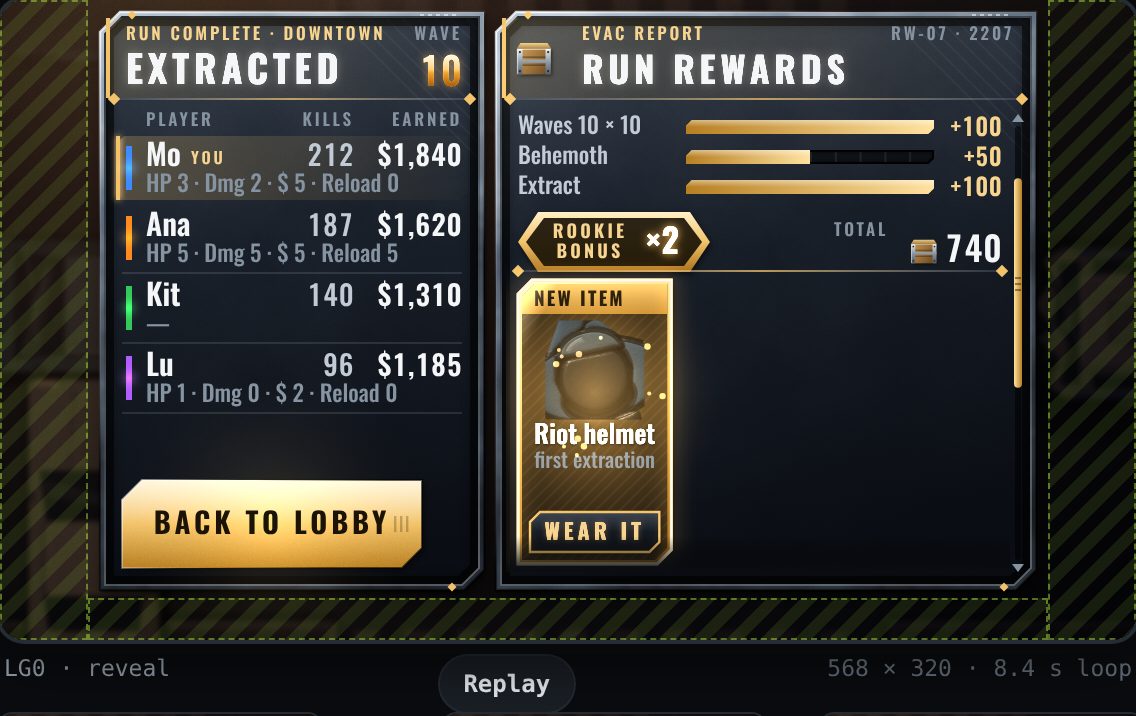 RUN COMPLETE · DOWNTOWN WAVE
EXTRACTED 10
PLAYER KILLS EARNED
Mo YOU 212 $1,840
HP 3 · Dmg 2 · $ 5 · Reload 0
Ana 187 $1,620
HP 5 · Dmg 5 · $ 5 · Reload 5
Kit 140 $1,310
—
Lu 96 $1,185
HP 1 · Dmg 0 · $ 2 · Reload 0
BACK TO LOBBY
EVAC REPORT RW-07 · 2207
RUN REWARDS
Waves 10 × 10 +100
Behemoth +50
Extract +100
ROOKIE
BONUS ×2
TOTAL
740
NEW ITEM
Riot helmet
first extraction
WEAR IT
LG0 · reveal
Replay
568 × 320 · 8.4 s loop